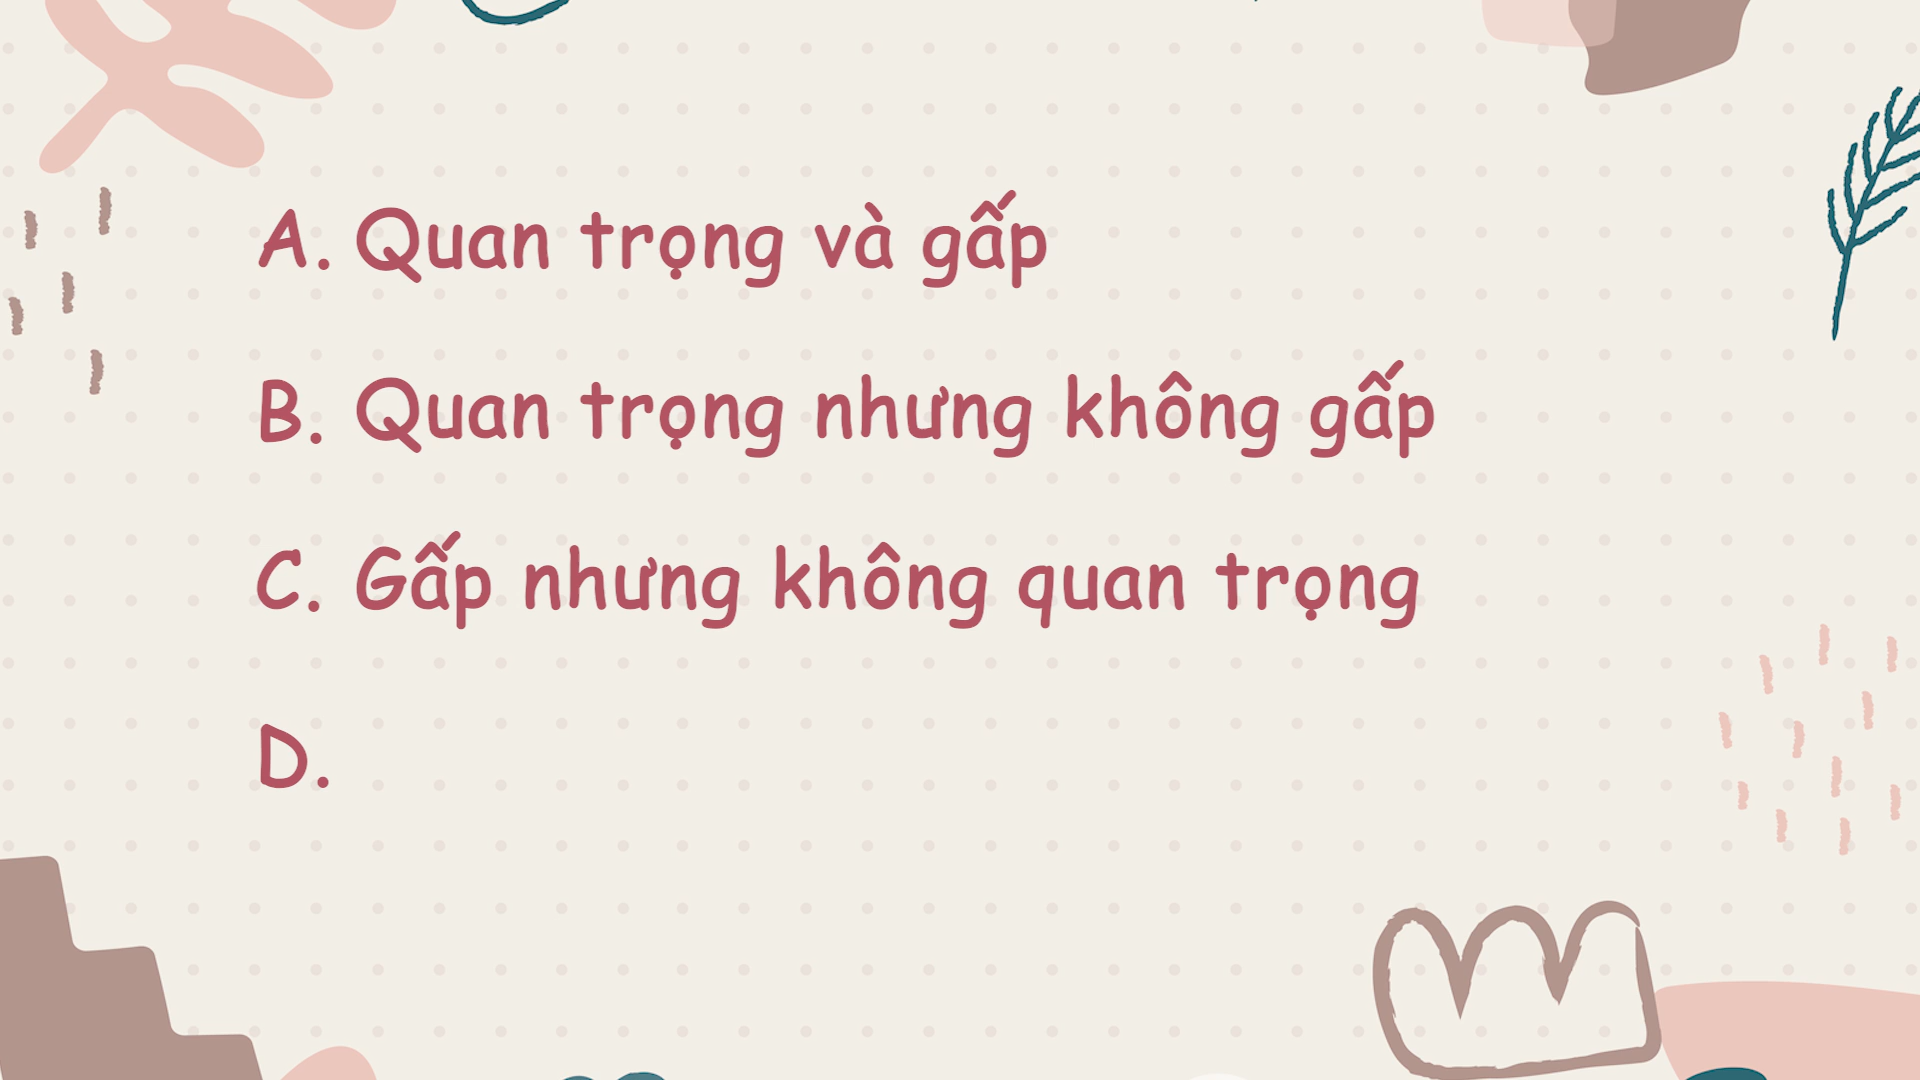 A. Quan trọng và gấp
B. Quan trọng nhưng không gấp
C. Gấp nhưng không quan trọng
D.